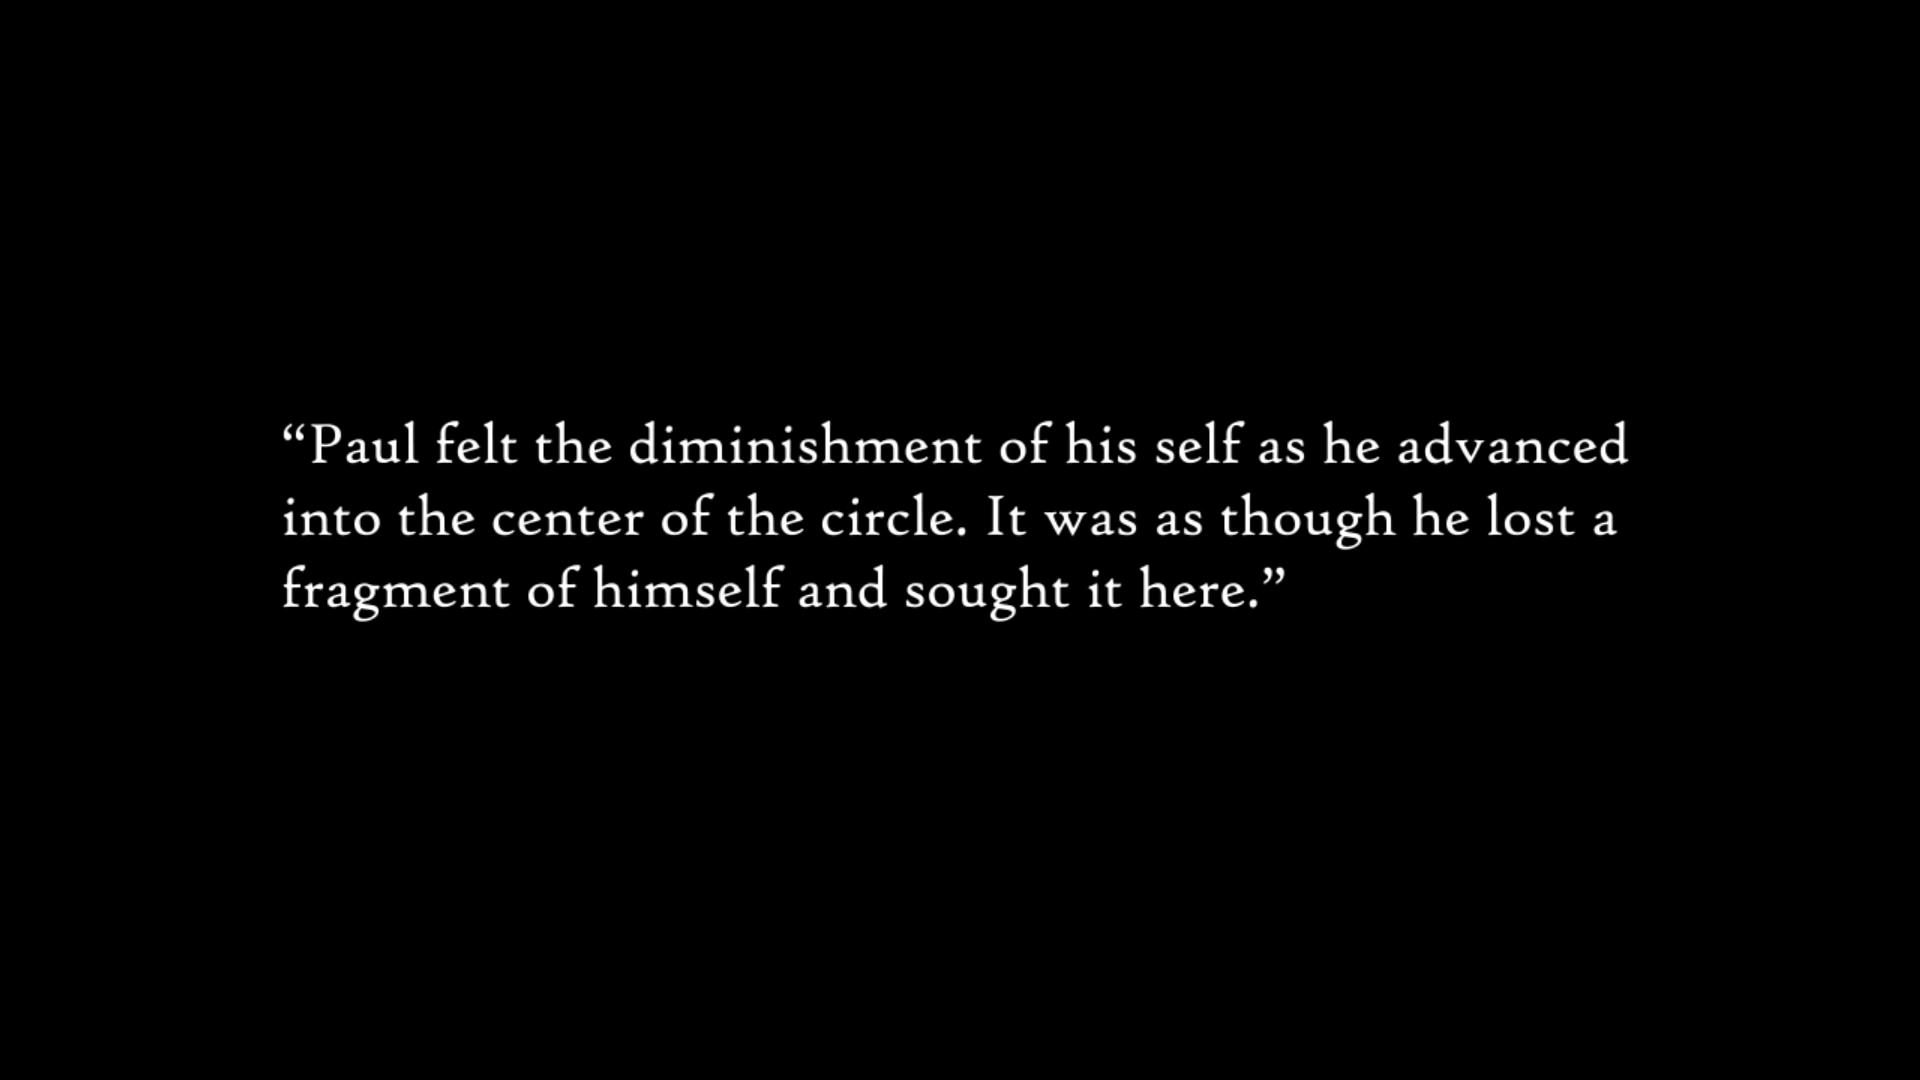 “Paul felt the diminishment of his self as he advanced
into the center of the circle. It was as though he lost a
fragment of himself and sought it here.”